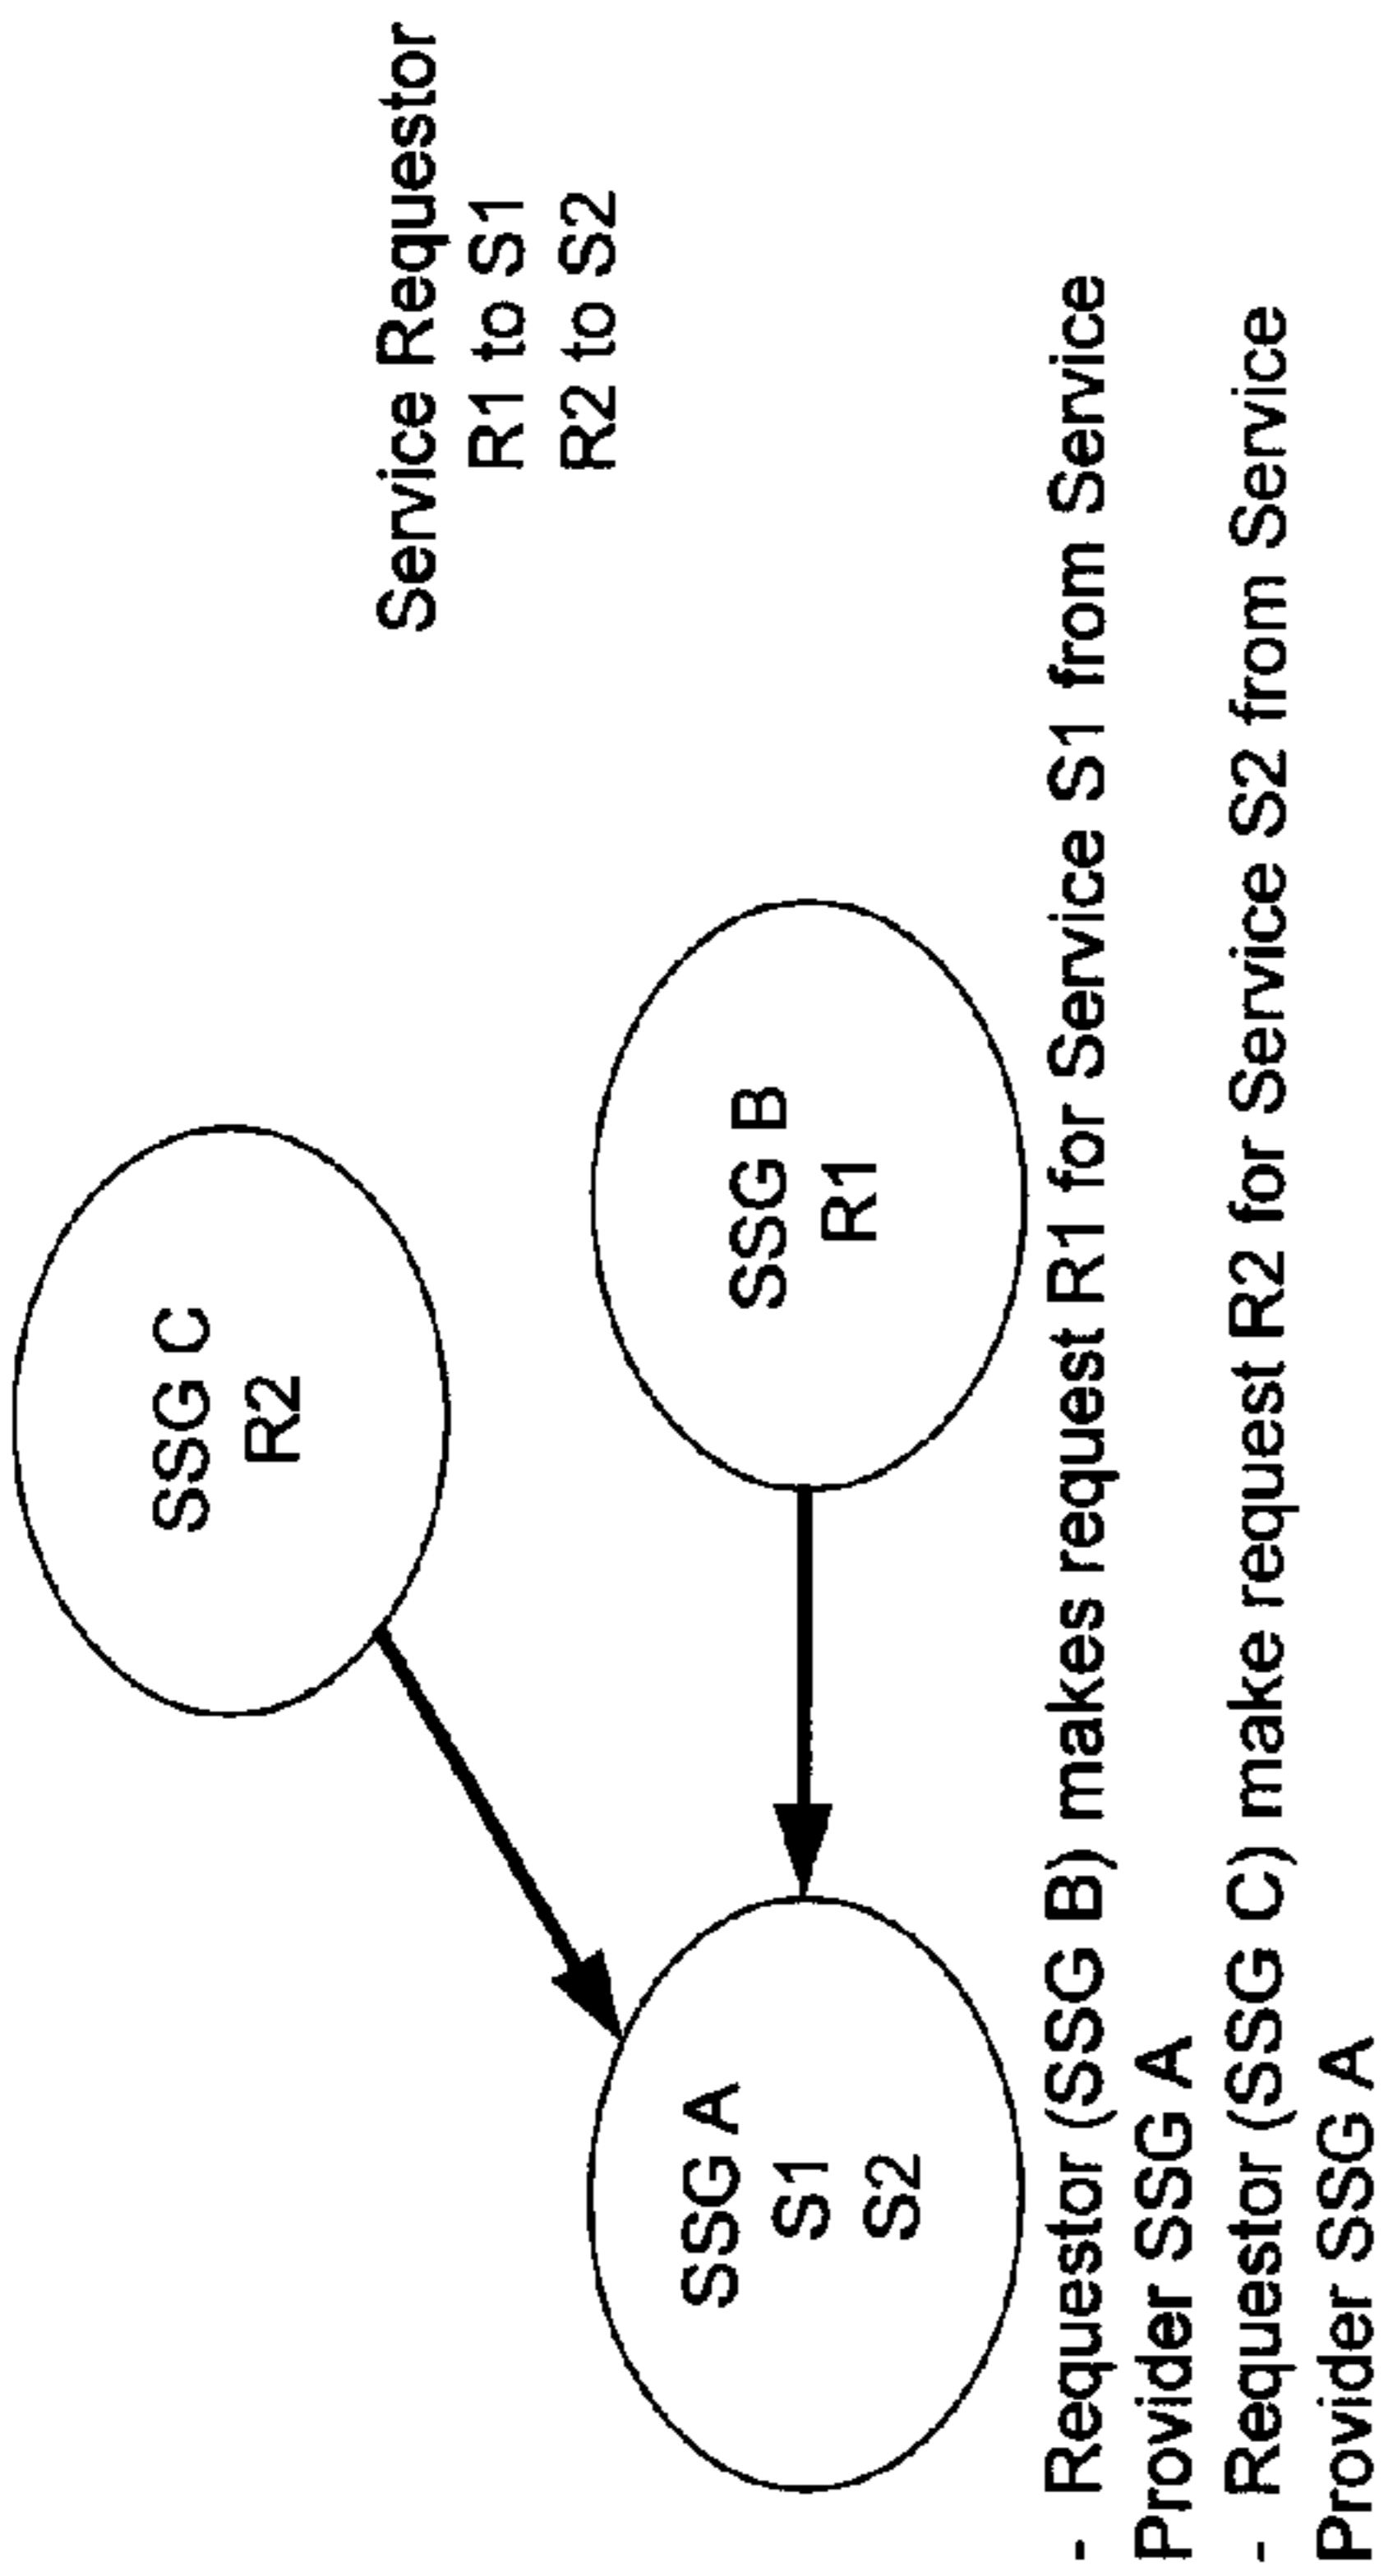 SSG C
R2
Service Requestor
R1 to S1
R2 to S2
SSG A
S1
S2
SSG B
R1
- Requestor (SSG B) makes request R1 for Service S1 from Service
Provider SSG A
- Requestor (SSG C) make request R2 for Service S2 from Service
Provider SSG A